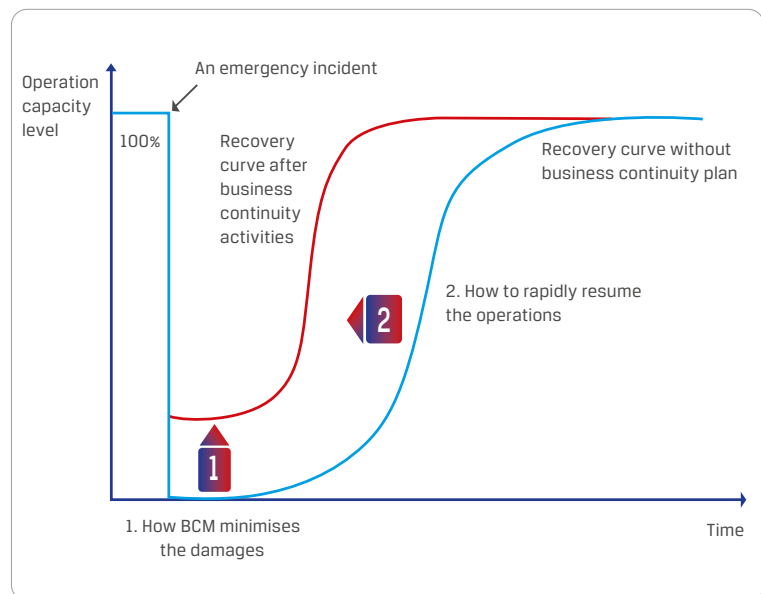 An emergency incident
Operation
capacity
level
100%
Recovery
curve after
business
continuity
activities
Recovery curve without
business continuity plan
2. How to rapidly resume
the operations
2
1
1. How BCM minimises
the damages
Time